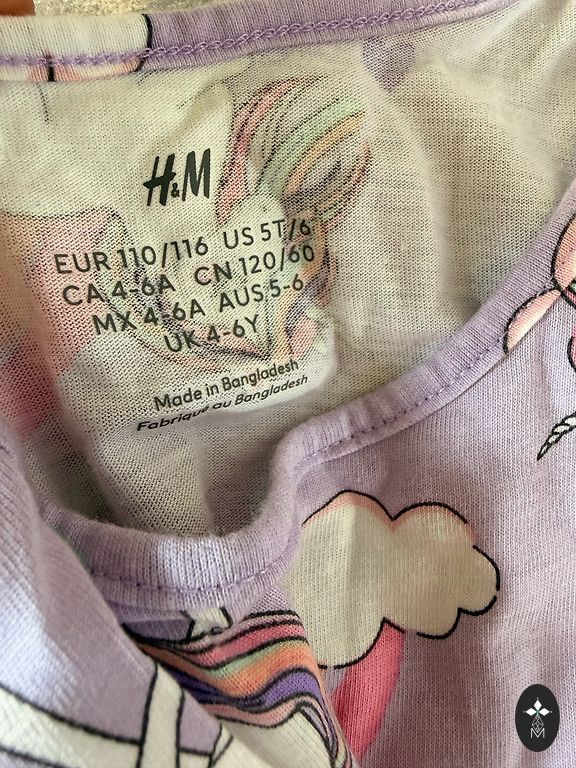 H&M
EUR 110/116 US 5T/6
CA 4-6A CN 120/60
MX 4-6A AUS 5-6
UK 4-6Y
Made in Bangladesh
Fabriqué au Bangladesh